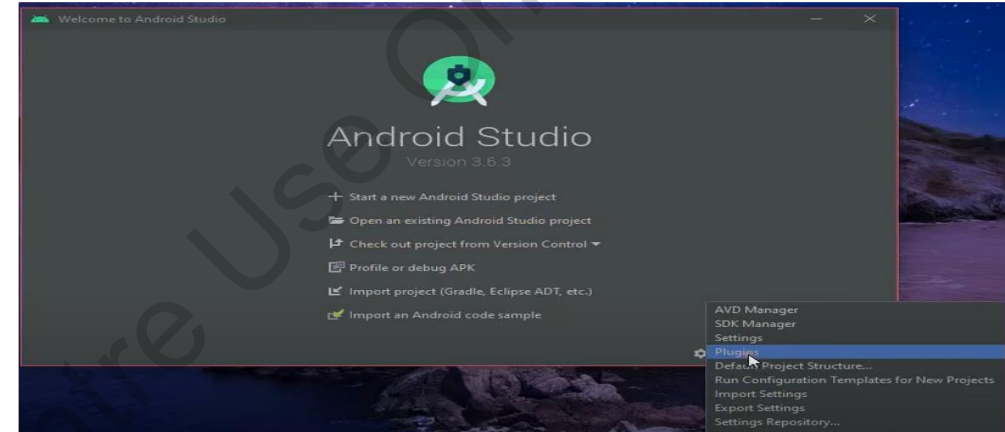 Welcome to Android Studio
Android Studio
Version 3.6.3
Start a new Android Studio project
Open an existing Android Studio project
Check out project from Version Control
Profile or debug APK
Import project (Gradle, Eclipse ADT, etc.)
Import an Android code sample
AVD Manager
SDK Manager
Settings
Plugins
Default Project Structure...
Run Configuration Templates for New Projects
Import Settings
Export Settings
Settings Repository...
Use